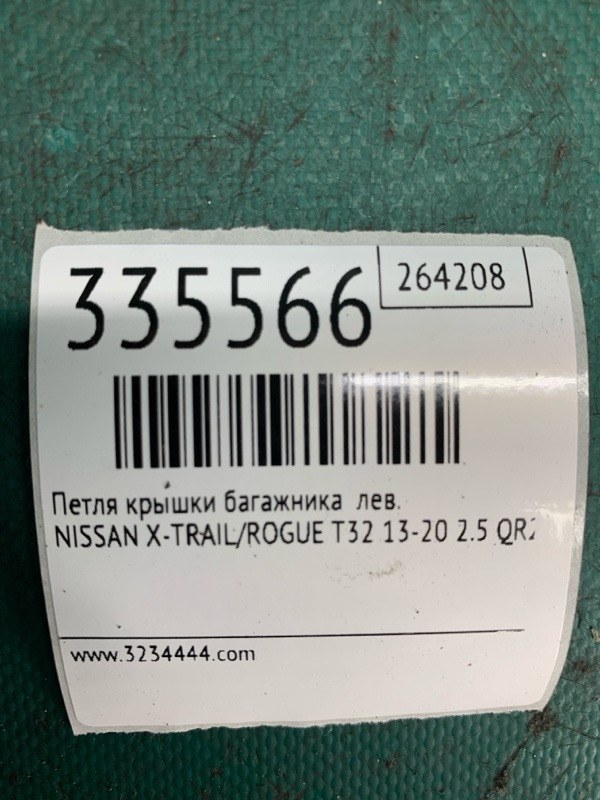 335566
264208
Петля крышки багажника лев.
NISSAN X-TRAIL/ROGUE T32 13-20 2.5
www.3234444.com